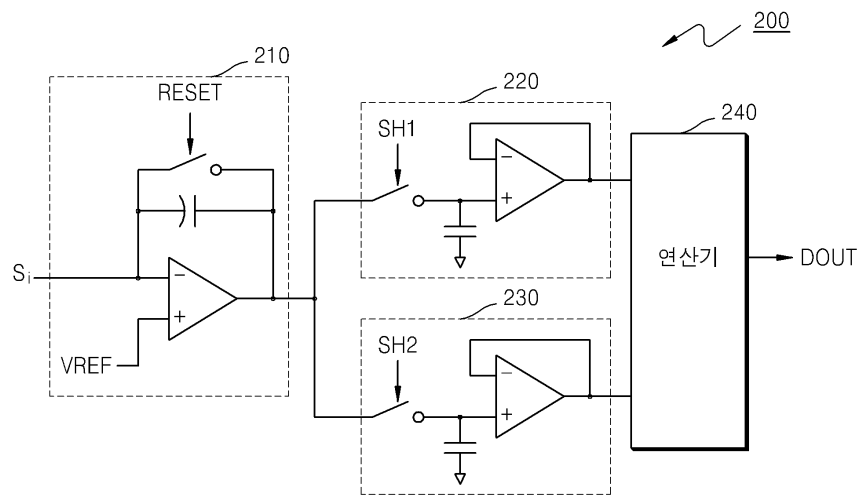 200
210
RESET
Si
VREF
−
+
220
SH1
−
+
230
SH2
−
+
240
연산기
DOUT